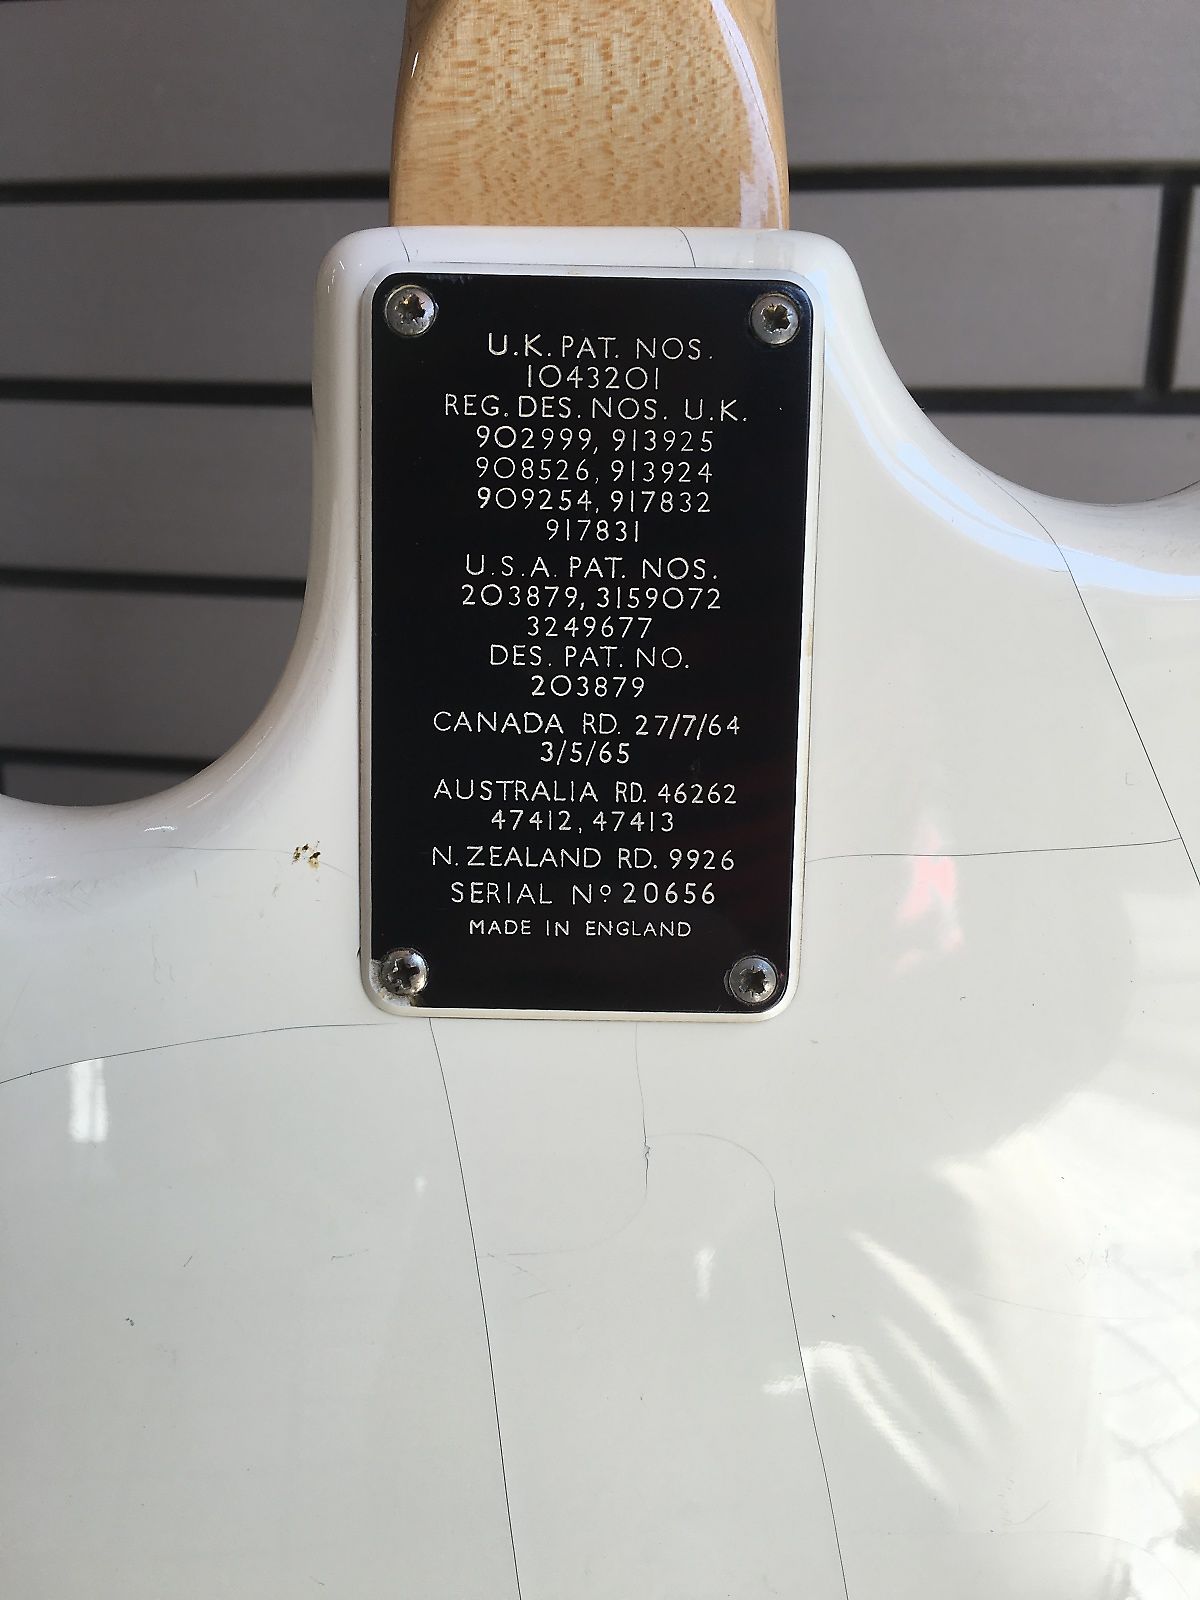 U.K. PAT. NOS.
1043201
REG. DES. NOS. U.K.
902999, 913925
908526, 913924
909254, 917832
917831
U.S.A. PAT. NOS.
203879, 3159072
3249677
DES. PAT. NO.
203879
CANADA RD. 27/7/64
3/5/65
AUSTRALIA RD. 46262
47412, 47413
N. ZEALAND RD. 9926
SERIAL Nº 20656
MADE IN ENGLAND